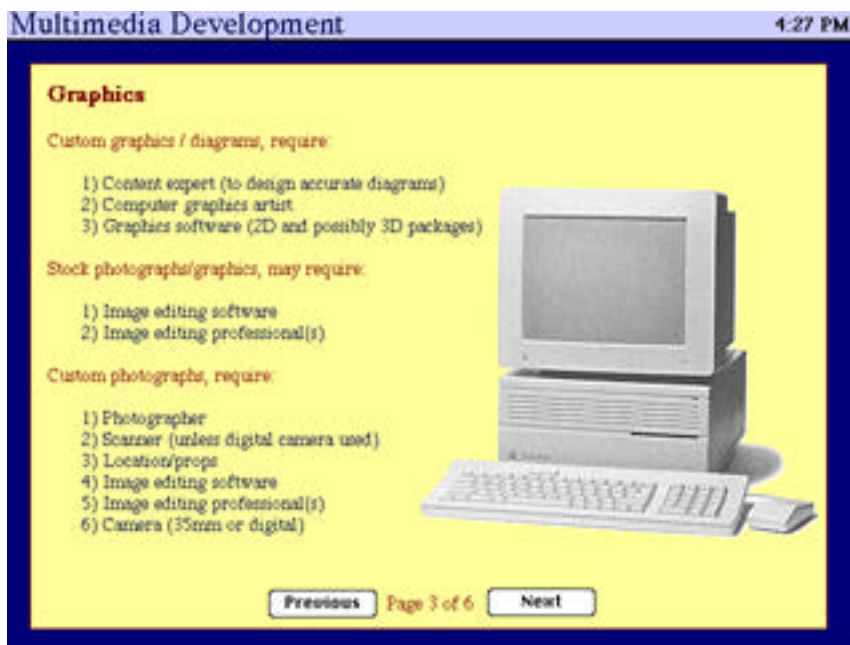 Multimedia Development
4:27 PM
Graphics
Custom graphics / diagrams, require:
1) Content expert (to design accurate diagrams)
2) Computer graphics artist
3) Graphics software (2D and possibly 3D packages)
Stock photographs/graphics, may require:
1) Image editing software
2) Image editing professional(s)
Custom photographs, require:
1) Photographer
2) Scanner (unless digital camera used)
3) Location/props
4) Image editing software
5) Image editing professional(s)
6) Camera (35mm or digital)
Previous Page 3 of 6 Next